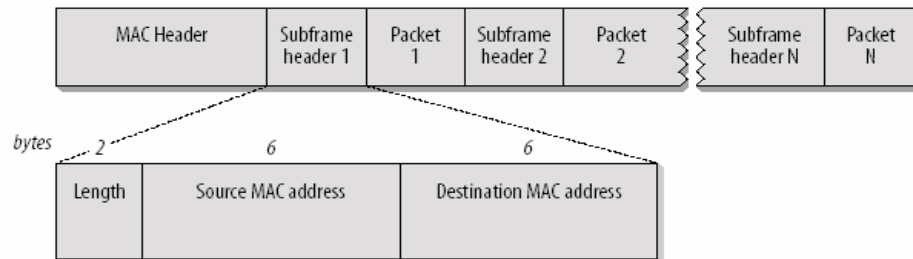 MAC Header
Subframe
header 1
Packet
1
Subframe
header 2
Packet
2
Subframe
header N
Packet
N
bytes
2
6
6
Length
Source MAC address
Destination MAC address